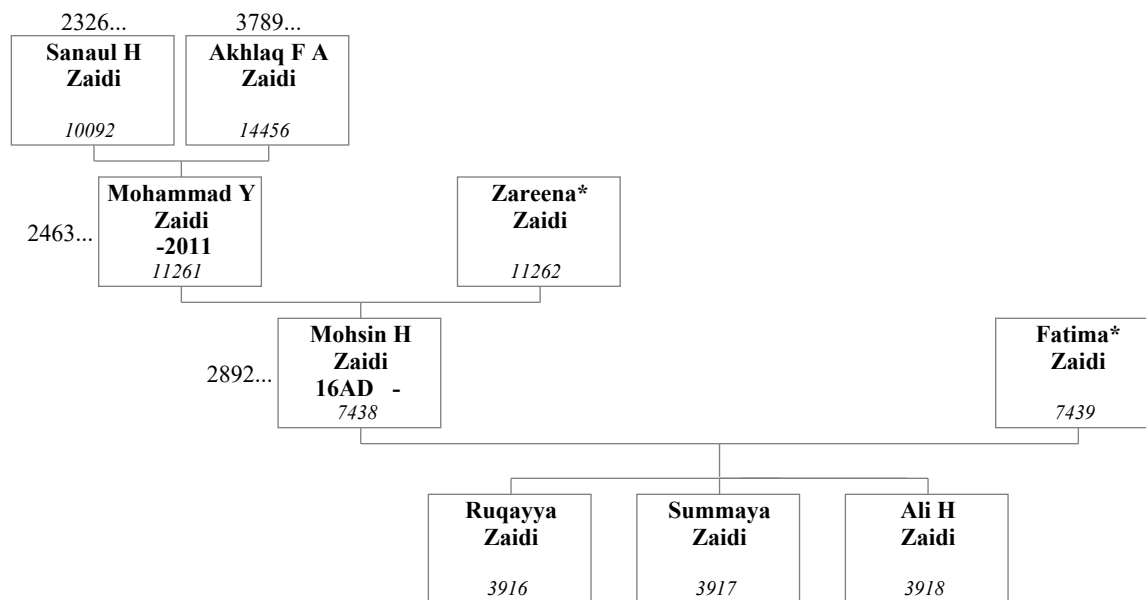 2326...
3789...
Sanaul H
Zaidi
10092
Akhlaq F A
Zaidi
14456
2463...
Mohammad Y
Zaidi
-2011
11261
Zareena*
Zaidi
11262
2892...
Mohsin H
Zaidi
16AD   -
7438
Fatima*
Zaidi
7439
Ruqayya
Zaidi
3916
Summaya
Zaidi
3917
Ali H
Zaidi
3918